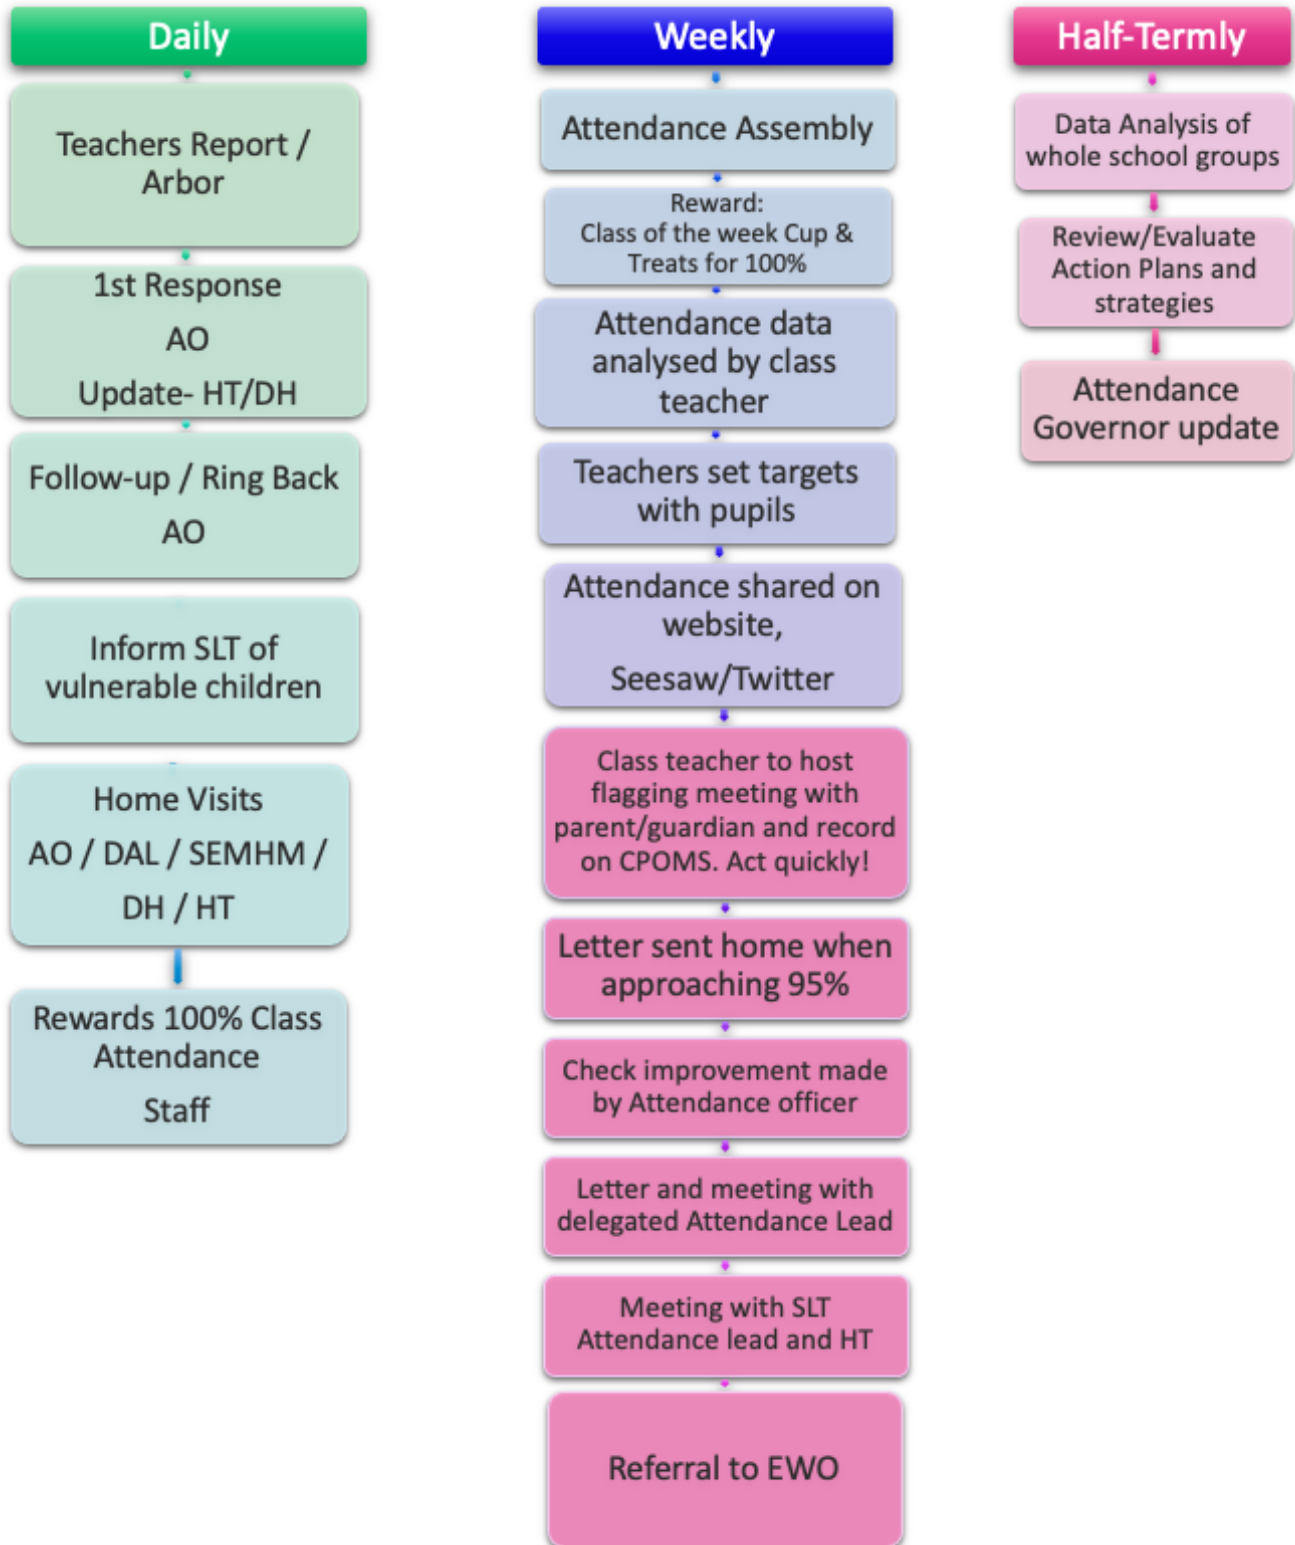 Daily
Teachers Report /
Arbor
1st Response
AO
Update- HT/DH
Follow-up / Ring Back
AO
Inform SLT of
vulnerable children
Home Visits
AO / DAL / SEMHM /
DH / HT
Rewards 100% Class
Attendance
Staff
Weekly
Attendance Assembly
Reward:
Class of the week Cup &
Treats for 100%
Attendance data
analysed by class
teacher
Teachers set targets
with pupils
Attendance shared on
website,
Seesaw/Twitter
Class teacher to host
flagging meeting with
parent/guardian and record
on CPOMS. Act quickly!
Letter sent home when
approaching 95%
Check improvement made
by Attendance officer
Letter and meeting with
delegated Attendance Lead
Meeting with SLT
Attendance lead and HT
Referral to EWO
Half-Termly
Data Analysis of
whole school groups
Review/Evaluate
Action Plans and
strategies
Attendance
Governor update